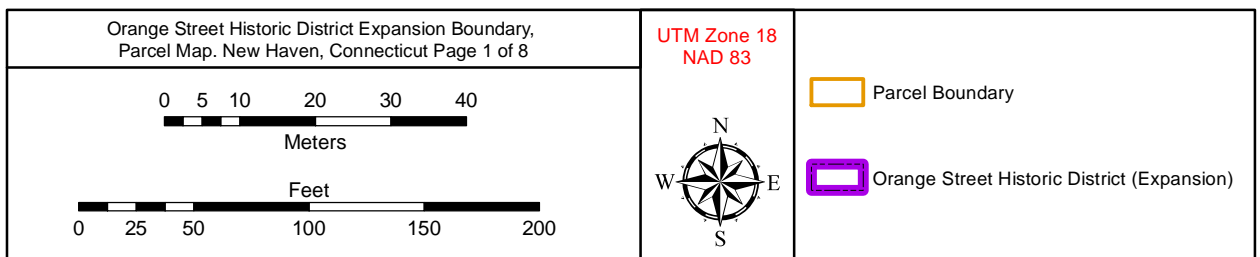 Orange Street Historic District Expansion Boundary,
Parcel Map. New Haven, Connecticut Page 1 of 8
0 5 10 20 30 40
Meters
Feet
0 25 50 100 150 200
UTM Zone 18
NAD 83
N
W E
S
Parcel Boundary
Orange Street Historic District (Expansion)